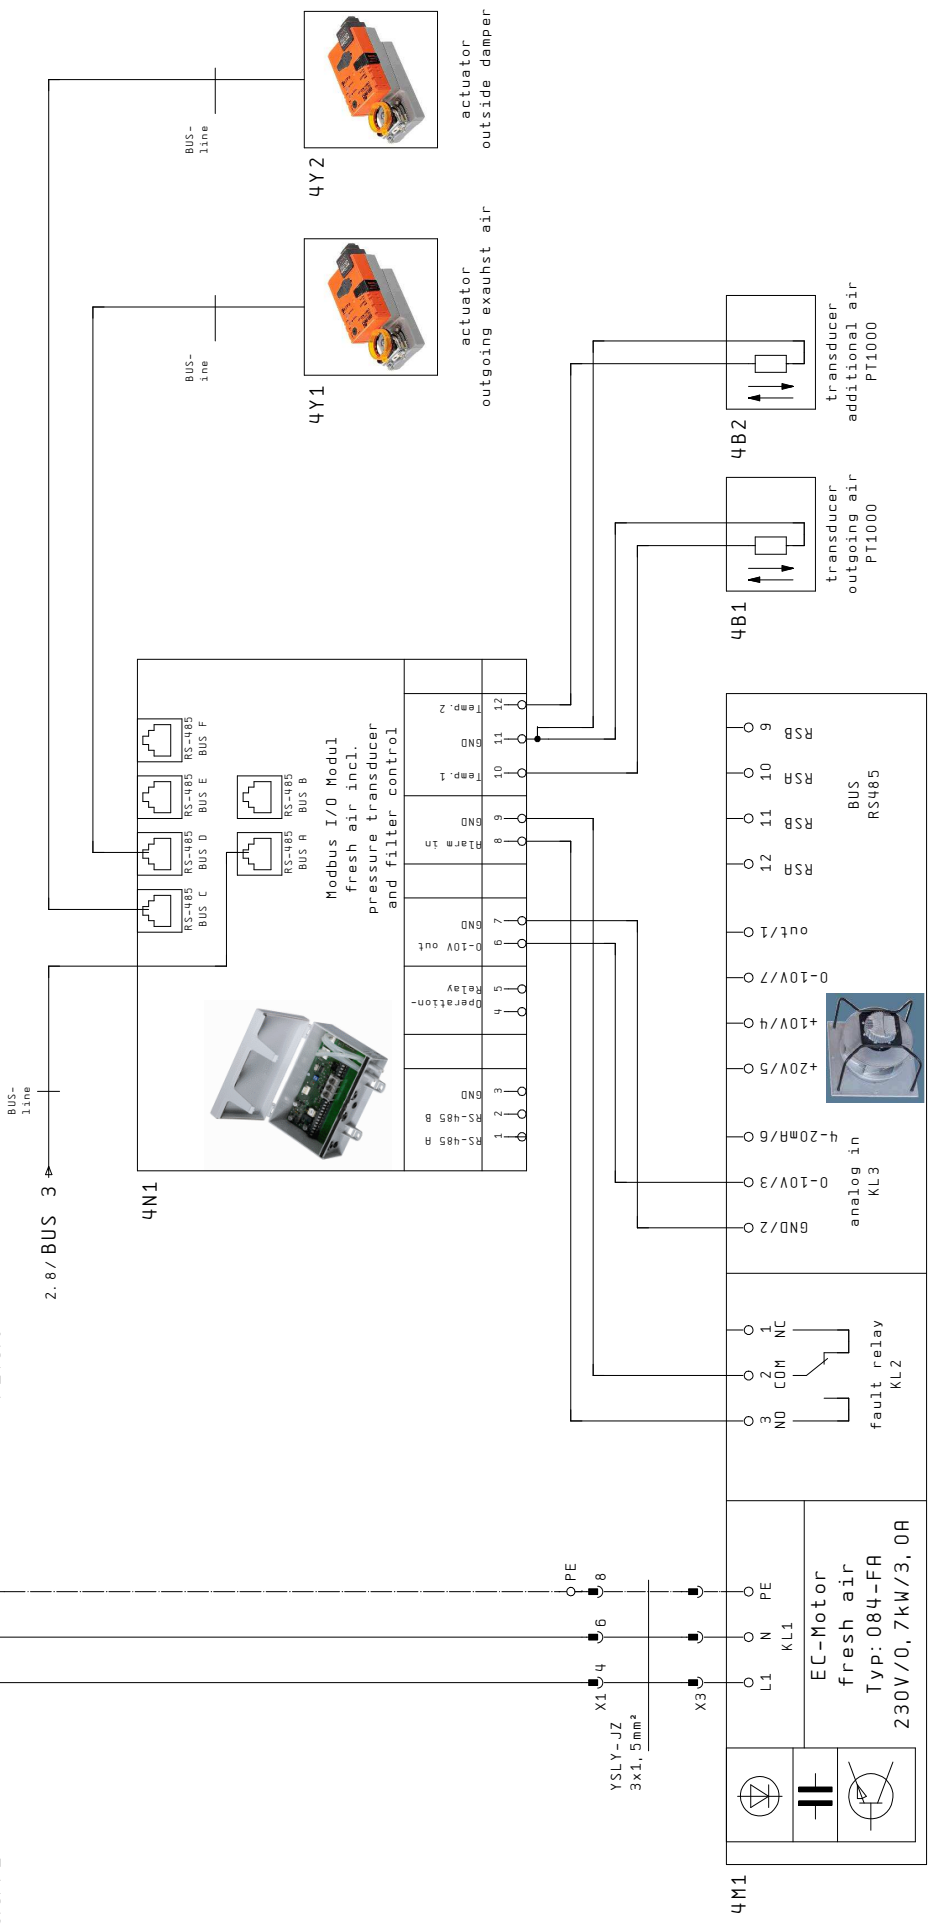 2.8/BUS 3
BUS-
line
BUS-
ine
BUS-
line
4Y1
actuator
outgoing exauhst air
4Y2
actuator
outside damper
4N1
RS-485
BUS C
RS-485
BUS D
RS-485
BUS E
RS-485
BUS F
RS-485
BUS A
RS-485
BUS B
Modbus I/O Modul
fresh air incl.
pressure transducer
and filter control
RS-485 A
RS-485 B
GND
Operation-
Relay
0-10V out
GND
Alarm in
GND
Temp.1
GND
Temp.2
1 2 3 4 5 6 7 8 9 10 11 12
4B1
transducer
outgoing air
PT1000
4B2
transducer
additional air
PT1000
PE
X1 4 6 8
YSLY-JZ
3x1,5mm²
X3
4M1
L1 N PE
KL1
EC-Motor
fresh air
Typ:084-FA
230V/0,7kW/3,0A
3 2 1
NO COM NC
fault relay
KL2
GND/2
0-10V/3
4-20mA/6
+20V/5
+10V/4
0-10V/7
out/1
analog in
KL3
12 11 10 9
RSA RSB RSA RSB
BUS
RS485